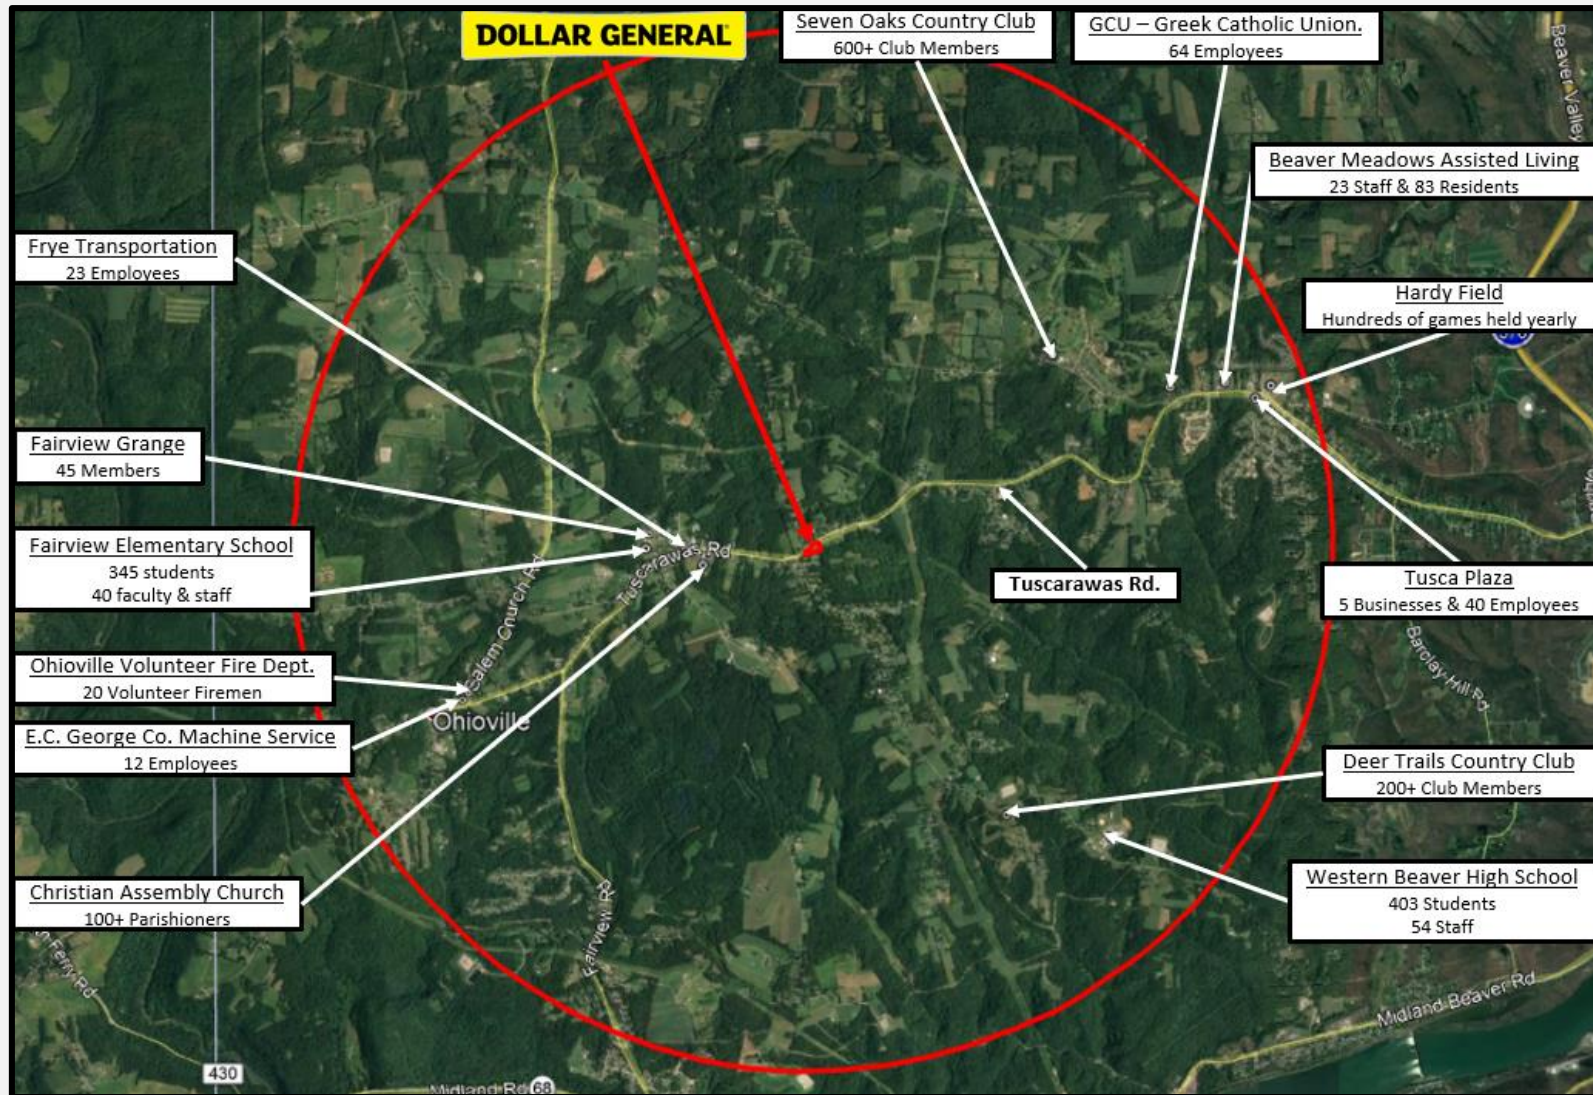 DOLLAR GENERAL
Seven Oaks Country Club
600+ Club Members
GCU – Greek Catholic Union.
64 Employees
Beaver Valley
Beaver Meadows Assisted Living
23 Staff & 83 Residents
Frye Transportation
23 Employees
Hardy Field
Hundreds of games held yearly
Fairview Grange
45 Members
Fairview Elementary School
345 students
40 faculty & staff
Tuscarawas Rd
Salem Church Rd
Tuscarawas Rd.
Tusca Plaza
5 Businesses & 40 Employees
Barclay Hill Rd
Ohioville Volunteer Fire Dept.
20 Volunteer Firemen
Ohioville
E.C. George Co. Machine Service
12 Employees
Deer Trails Country Club
200+ Club Members
Christian Assembly Church
100+ Parishioners
Western Beaver High School
403 Students
54 Staff
Fairview Rd
Ferry Rd
Midland Beaver Rd
430
Midland Rd
68